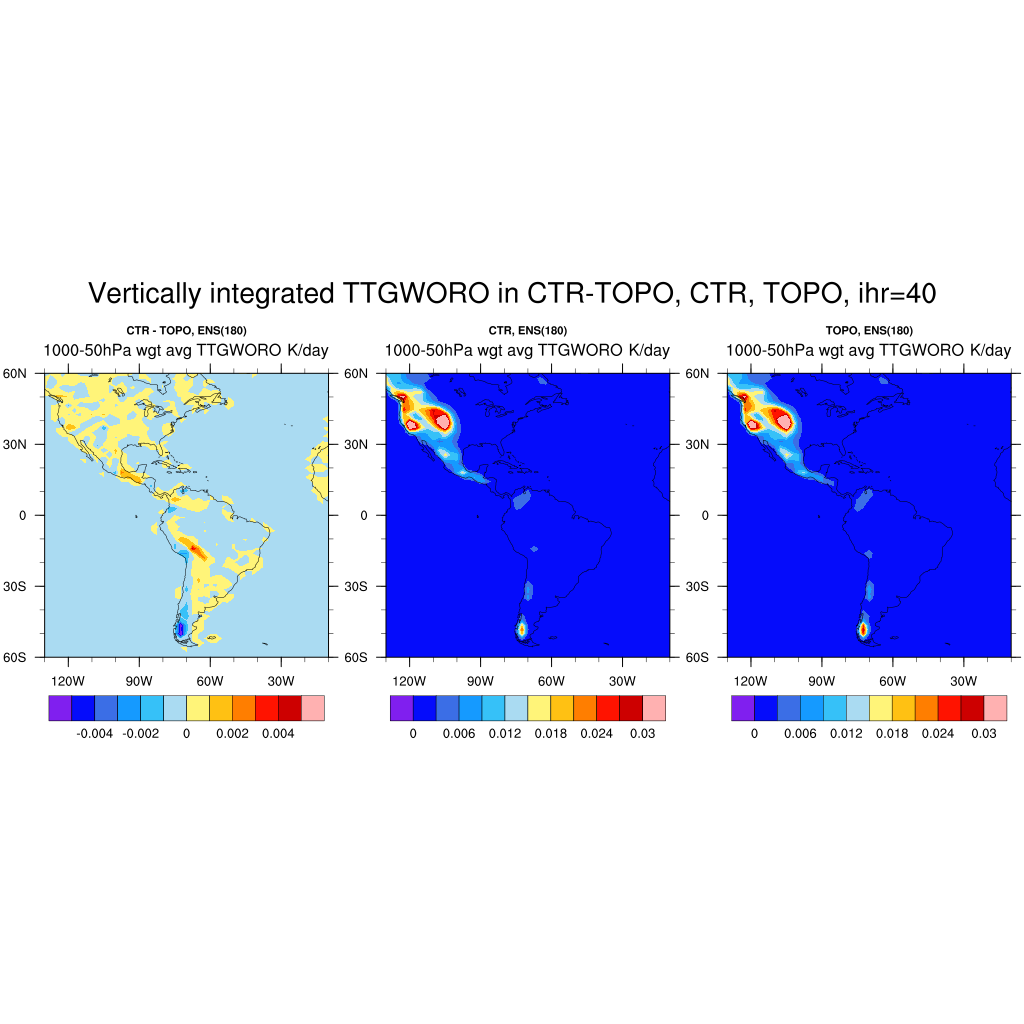 Vertically integrated TTGWORO in CTR-TOPO, CTR, TOPO, ihr=40
CTR - TOPO, ENS(180)
1000-50hPa wgt avg TTGWORO K/day
60N
30N
0
30S
60S
120W 90W 60W 30W
-0.004 -0.002 0 0.002 0.004
CTR, ENS(180)
1000-50hPa wgt avg TTGWORO K/day
60N
30N
0
30S
60S
120W 90W 60W 30W
0 0.006 0.012 0.018 0.024 0.03
TOPO, ENS(180)
1000-50hPa wgt avg TTGWORO K/day
60N
30N
0
30S
60S
120W 90W 60W 30W
0 0.006 0.012 0.018 0.024 0.03